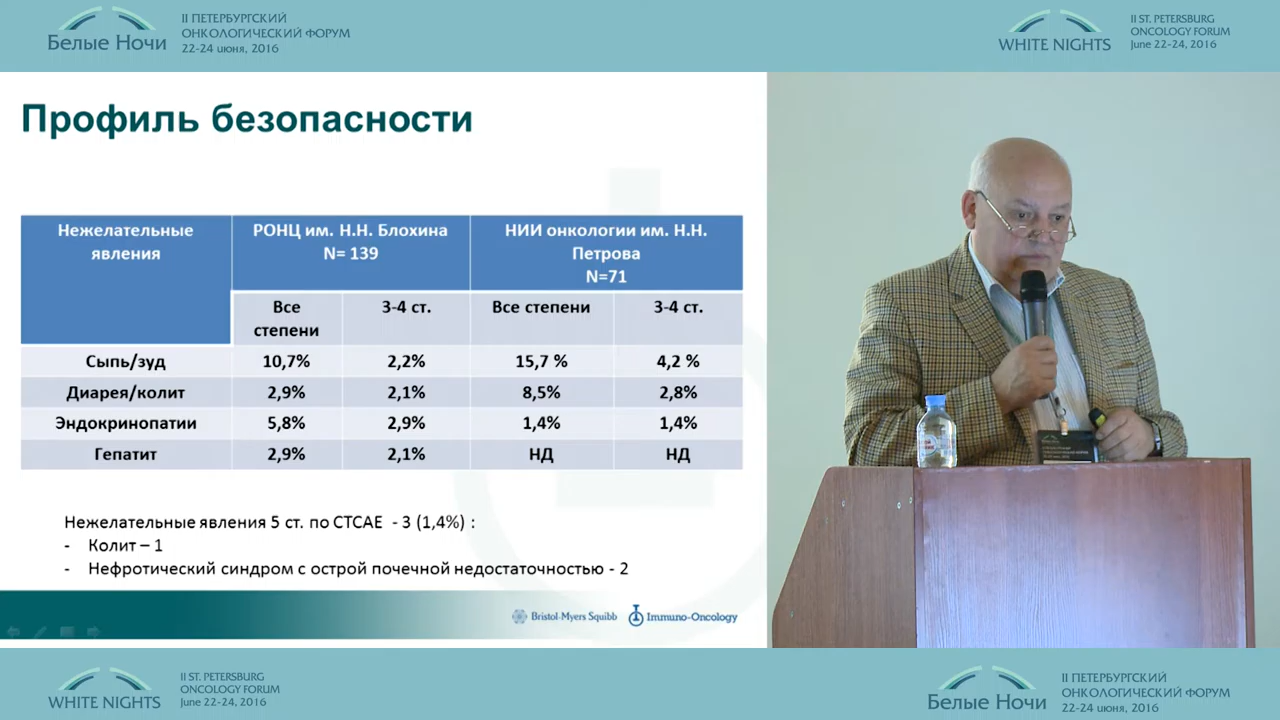 Белые Ночи
II ПЕТЕРБУРГСКИЙ
ОНКОЛОГИЧЕСКИЙ ФОРУМ
22-24 июня, 2016
WHITE NIGHTS
II ST. PETERSBURG
ONCOLOGY FORUM
June 22-24, 2016
Профиль безопасности
Нежелательные
явления
РОНЦ им. Н.Н. Блохина
N= 139
НИИ онкологии им. Н.Н.
Петрова
N=71
Все
степени
3-4 ст.
Все степени
3-4 ст.
Сыпь/зуд 10,7% 2,2% 15,7 % 4,2 %
Диарея/колит 2,9% 2,1% 8,5% 2,8%
Эндокринопатии 5,8% 2,9% 1,4% 1,4%
Гепатит 2,9% 2,1% НД НД
Нежелательные явления 5 ст. по СТСАЕ - 3 (1,4%) :
- Колит – 1
- Нефротический синдром с острой почечной недостаточностью - 2
Bristol-Myers Squibb
Immuno-Oncology
WHITE NIGHTS
II ST. PETERSBURG
ONCOLOGY FORUM
June 22-24, 2016
Белые Ночи
II ПЕТЕРБУРГСКИЙ
ОНКОЛОГИЧЕСКИЙ ФОРУМ
22-24 июня, 2016